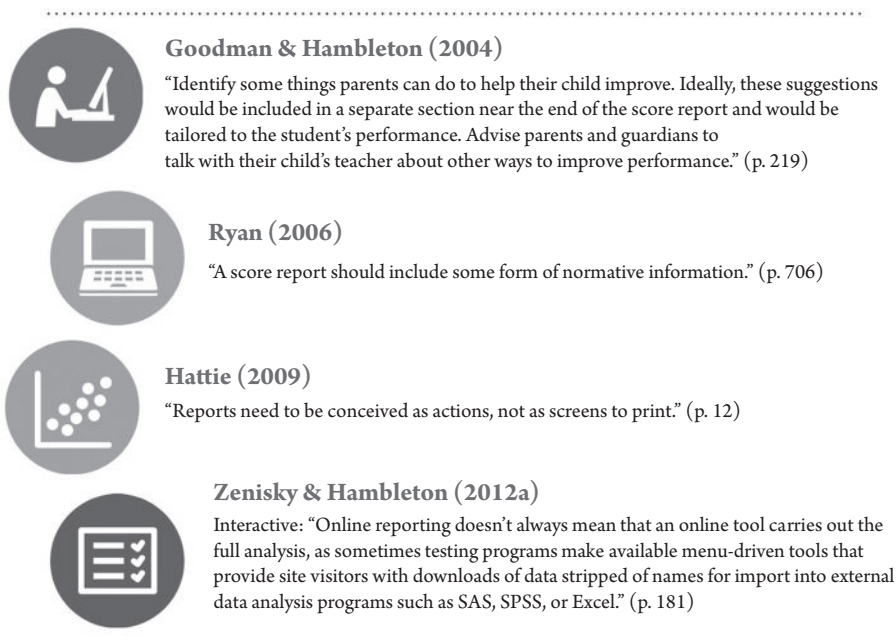 Goodman & Hambleton (2004)
“Identify some things parents can do to help their child improve. Ideally, these suggestions
would be included in a separate section near the end of the score report and would be
tailored to the student’s performance. Advise parents and guardians to
talk with their child’s teacher about other ways to improve performance.” (p. 219)
Ryan (2006)
“A score report should include some form of normative information.” (p. 706)
Hattie (2009)
“Reports need to be conceived as actions, not as screens to print.” (p. 12)
Zenisky & Hambleton (2012a)
Interactive: “Online reporting doesn’t always mean that an online tool carries out the
full analysis, as sometimes testing programs make available menu-driven tools that
provide site visitors with downloads of data stripped of names for import into external
data analysis programs such as SAS, SPSS, or Excel.” (p. 181)